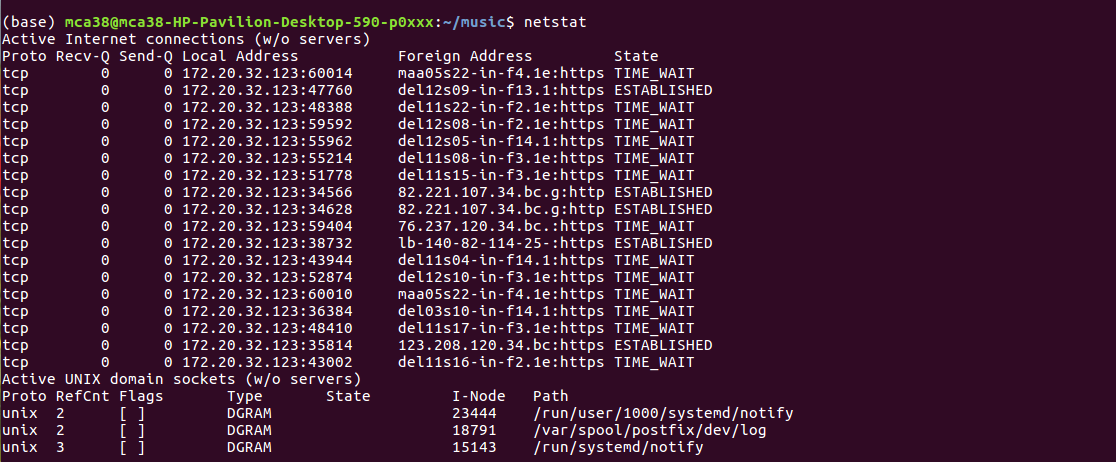 (base) mca38@mca38-HP-Pavilion-Desktop-590-p0xxx:~/music$ netstat
Active Internet connections (w/o servers)
Proto Recv-Q Send-Q Local Address           Foreign Address         State
tcp        0      0 172.20.32.123:60014     maa05s22-in-f4.1e:https TIME_WAIT
tcp        0      0 172.20.32.123:47760     del12s09-in-f13.1:https ESTABLISHED
tcp        0      0 172.20.32.123:48388     del11s22-in-f2.1e:https TIME_WAIT
tcp        0      0 172.20.32.123:59592     del12s08-in-f2.1e:https TIME_WAIT
tcp        0      0 172.20.32.123:55962     del12s05-in-f14.1:https TIME_WAIT
tcp        0      0 172.20.32.123:55214     del11s08-in-f3.1e:https TIME_WAIT
tcp        0      0 172.20.32.123:51778     del11s15-in-f3.1e:https TIME_WAIT
tcp        0      0 172.20.32.123:34566     82.221.107.34.bc.g:http ESTABLISHED
tcp        0      0 172.20.32.123:34628     82.221.107.34.bc.g:http ESTABLISHED
tcp        0      0 172.20.32.123:59404     76.237.120.34.bc.:https TIME_WAIT
tcp        0      0 172.20.32.123:38732     lb-140-82-114-25-:https ESTABLISHED
tcp        0      0 172.20.32.123:43944     del11s04-in-f14.1:https TIME_WAIT
tcp        0      0 172.20.32.123:52874     del12s10-in-f3.1e:https TIME_WAIT
tcp        0      0 172.20.32.123:60010     maa05s22-in-f4.1e:https TIME_WAIT
tcp        0      0 172.20.32.123:36384     del03s10-in-f14.1:https TIME_WAIT
tcp        0      0 172.20.32.123:48410     del11s17-in-f3.1e:https TIME_WAIT
tcp        0      0 172.20.32.123:35814     123.208.120.34.bc:https ESTABLISHED
tcp        0      0 172.20.32.123:43002     del11s16-in-f2.1e:https TIME_WAIT
Active UNIX domain sockets (w/o servers)
Proto RefCnt Flags       Type       State         I-Node   Path
unix  2      [ ]         DGRAM                    23444    /run/user/1000/systemd/notify
unix  2      [ ]         DGRAM                    18791    /var/spool/postfix/dev/log
unix  3      [ ]         DGRAM                    15143    /run/systemd/notify